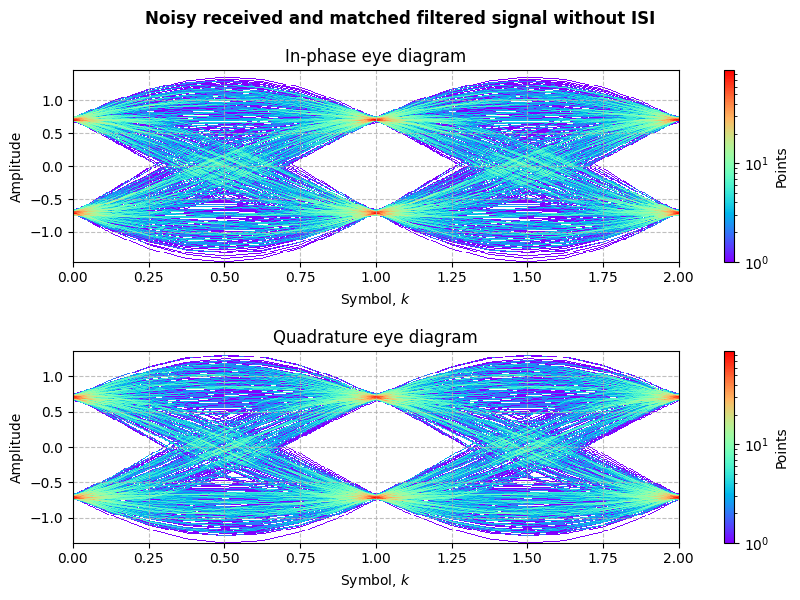 Noisy received and matched filtered signal without ISI
In-phase eye diagram
Amplitude
1.0
0.5
0.0
−0.5
−1.0
0.00 0.25 0.50 0.75 1.00 1.25 1.50 1.75 2.00
Symbol, k
10¹
10⁰
Points
Quadrature eye diagram
Amplitude
1.0
0.5
0.0
−0.5
−1.0
0.00 0.25 0.50 0.75 1.00 1.25 1.50 1.75 2.00
Symbol, k
10¹
10⁰
Points